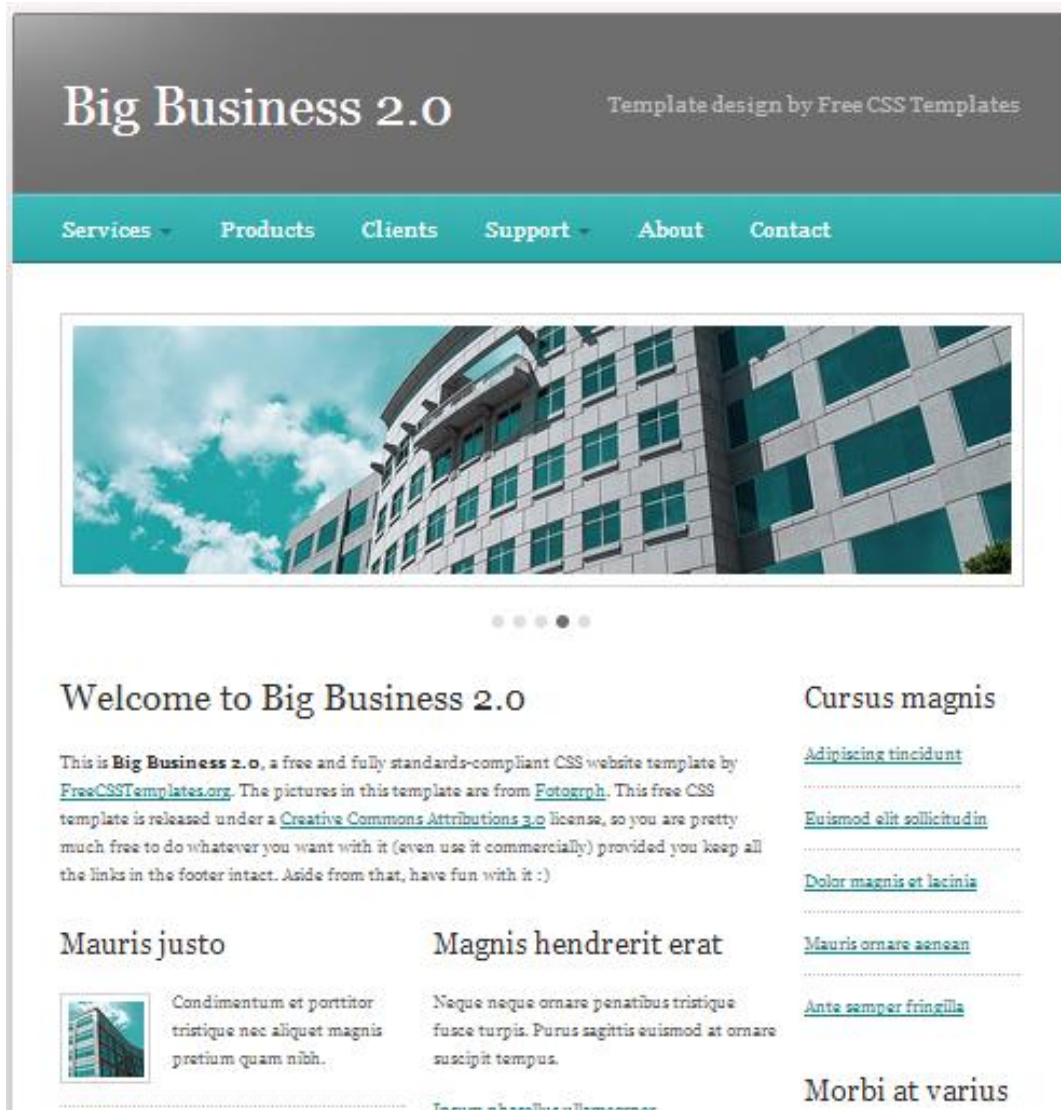 Big Business 2.0
Template design by Free CSS Templates
Services Products Clients Support About Contact
Welcome to Big Business 2.0
This is Big Business 2.0, a free and fully standards-compliant CSS website template by
FreeCSSTemplates.org. The pictures in this template are from Fotogrph. This free CSS
template is released under a Creative Commons Attributions 3.0 license, so you are pretty
much free to do whatever you want with it (even use it commercially) provided you keep all
the links in the footer intact. Aside from that, have fun with it :)
Mauris justo
Condimentum et porttitor
tristique nec aliquet magnis
pretium quam nibh.
Magnis hendrerit erat
Neque neque ornare penatibus tristique
fusce turpis. Purus sagittis euismod at ornare
suscipit tempus.
Cursus magnis
Adipiscing tincidunt
Euismod elit sollicitudin
Dolor magnis et lacinia
Mauris ornare aenean
Ante semper fringilla
Morbi at varius